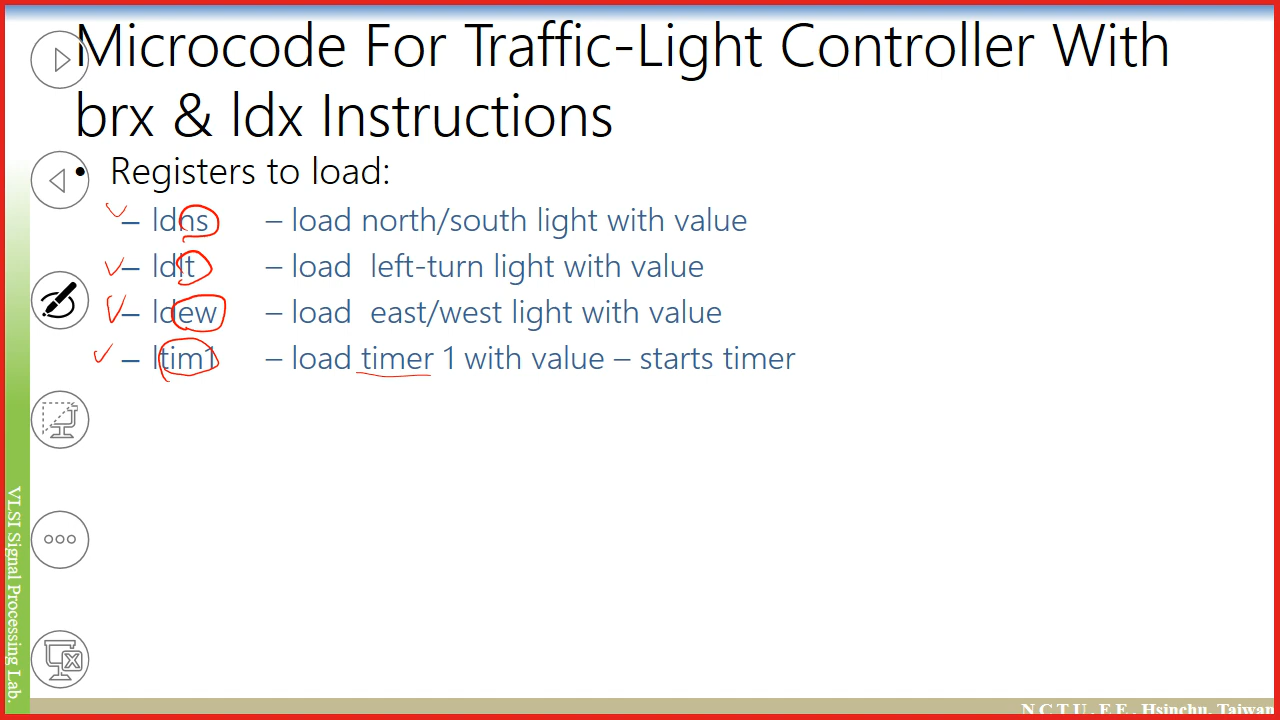 Microcode For Traffic-Light Controller With
brx & ldx Instructions
• Registers to load:
– ldns – load north/south light with value
– ldlt – load left-turn light with value
– ldew – load east/west light with value
– ltim1 – load timer 1 with value – starts timer
VLSI Signal Processing Lab.
N C T U . E E , Hsinchu, Taiwan